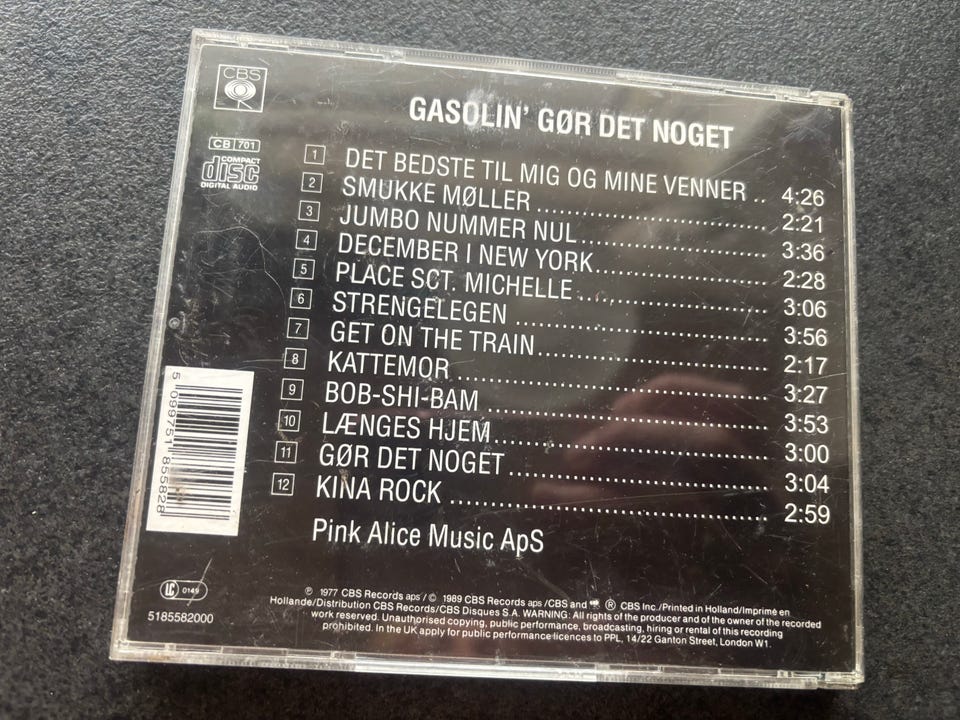 CBS
GASOLIN' GØR DET NOGET
CB 701
COMPACT
disc
DIGITAL AUDIO
1 DET BEDSTE TIL MIG OG MINE VENNER .. 4:26
2 SMUKKE MØLLER 2:21
3 JUMBO NUMMER NUL 3:36
4 DECEMBER I NEW YORK 2:28
5 PLACE SCT. MICHELLE 3:06
6 STRENGELEGEN 3:56
7 GET ON THE TRAIN 2:17
8 KATTEMOR 3:27
9 BOB-SHI-BAM 3:53
10 LÆNGES HJEM 3:00
11 GØR DET NOGET 3:04
12 KINA ROCK 2:59
Pink Alice Music ApS
5 099751 855828
LC 0149
5185582000
℗ 1977 CBS Records aps / © 1989 CBS Records aps /CBS and ® CBS Inc./Printed in Holland/Imprimé en
Hollande/Distribution CBS Records/CBS Disques S.A. WARNING: All rights of the producer and of the owner of the recorded
work reserved. Unauthorised copying, public performance, broadcasting, hiring or rental of this recording
prohibited. In the UK apply for public performance licences to PPL, 14/22 Ganton Street, London W1.